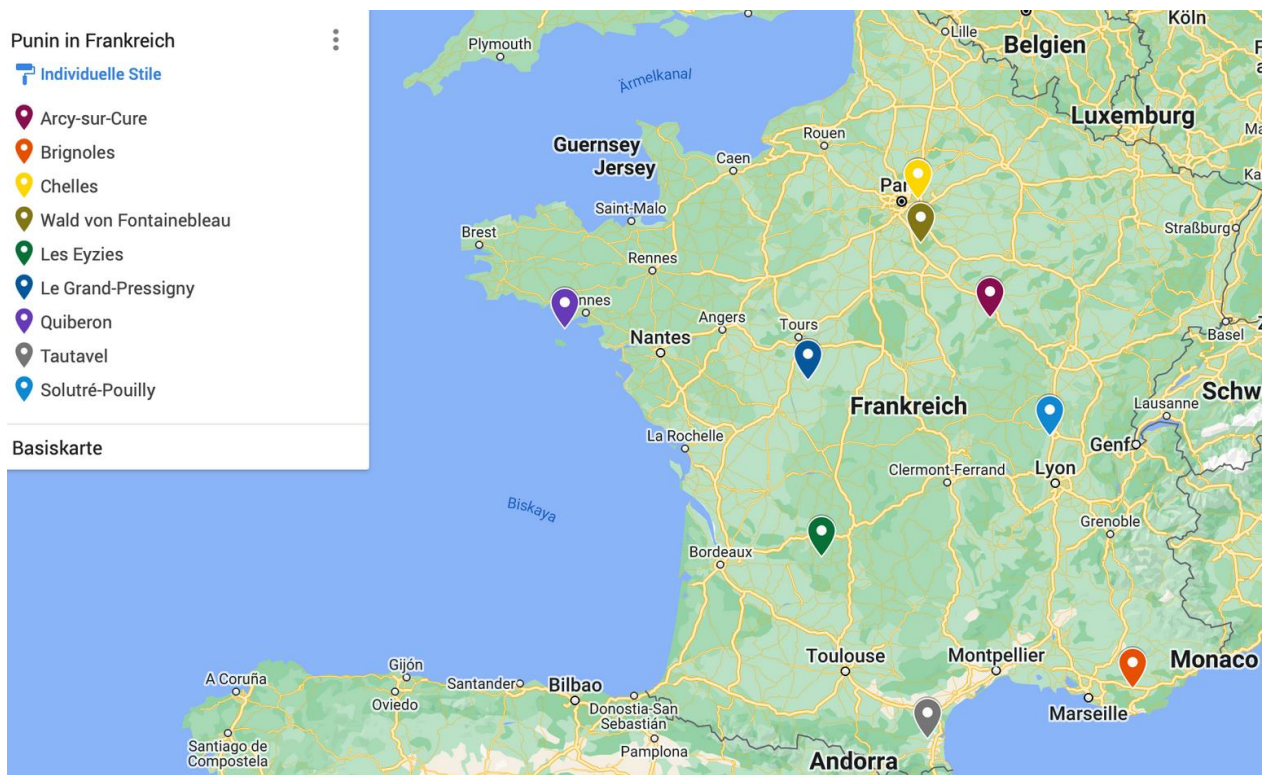 Punin in Frankreich
Individuelle Stile
Arcy-sur-Cure
Brignoles
Chelles
Wald von Fontainebleau
Les Eyzies
Le Grand-Pressigny
Quiberon
Tautavel
Solutré-Pouilly
Basiskarte
Plymouth
Ärmelkanal
Lille
Belgien
Köln
Luxemburg
Guernsey
Jersey
Rouen
Caen
Saint-Malo
Straßburg
Brest
Rennes
Angers
Tours
Nantes
Basel
Frankreich
Schw
Lausanne
La Rochelle
Genf
Clermont-Ferrand
Lyon
Biskaya
Grenoble
Bordeaux
Toulouse
Montpellier
Monaco
A Coruña
Gijón
Santander
Bilbao
Oviedo
Donostia-San
Sebastián
Marseille
Santiago de
Compostela
Pamplona
Andorra